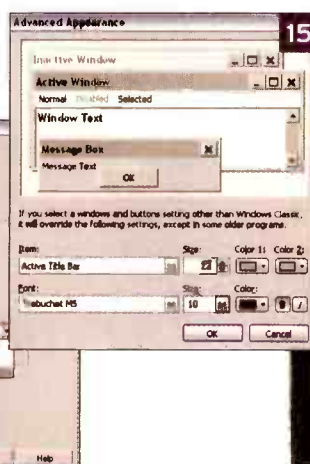 Advanced Appearance
15
Inactive Window
Active Window
Normal Disabled Selected
Window Text
Message Box
Message Text
OK
If you select a windows and buttons setting other than Windows Classic,
it will override the following settings, except in some older programs.
Item: Size: Color 1: Color 2:
Active Title Bar
Font: Size: Color:
Trebuchet MS 10 B I
OK Cancel
Help